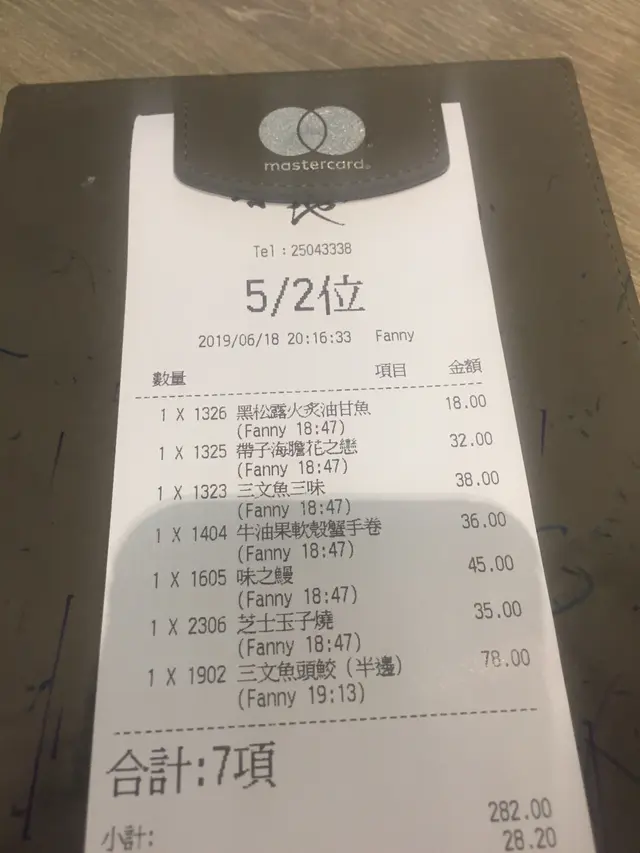 mastercard.
Tel：25043338
5/2位
2019/06/18 20:16:33 Fanny
數量 項目 金額
1 X 1326 黑松露火炙油甘魚 18.00
(Fanny 18:47)
1 X 1325 帶子海膽花之戀 32.00
(Fanny 18:47)
1 X 1323 三文魚三味 38.00
(Fanny 18:47)
1 X 1404 牛油果軟殼蟹手卷 36.00
(Fanny 18:47)
1 X 1605 味之鰻 45.00
(Fanny 18:47)
1 X 2306 芝士玉子燒 35.00
(Fanny 18:47)
1 X 1902 三文魚頭鮫（半邊） 78.00
(Fanny 19:13)
合計:7項
小計: 282.00
28.20